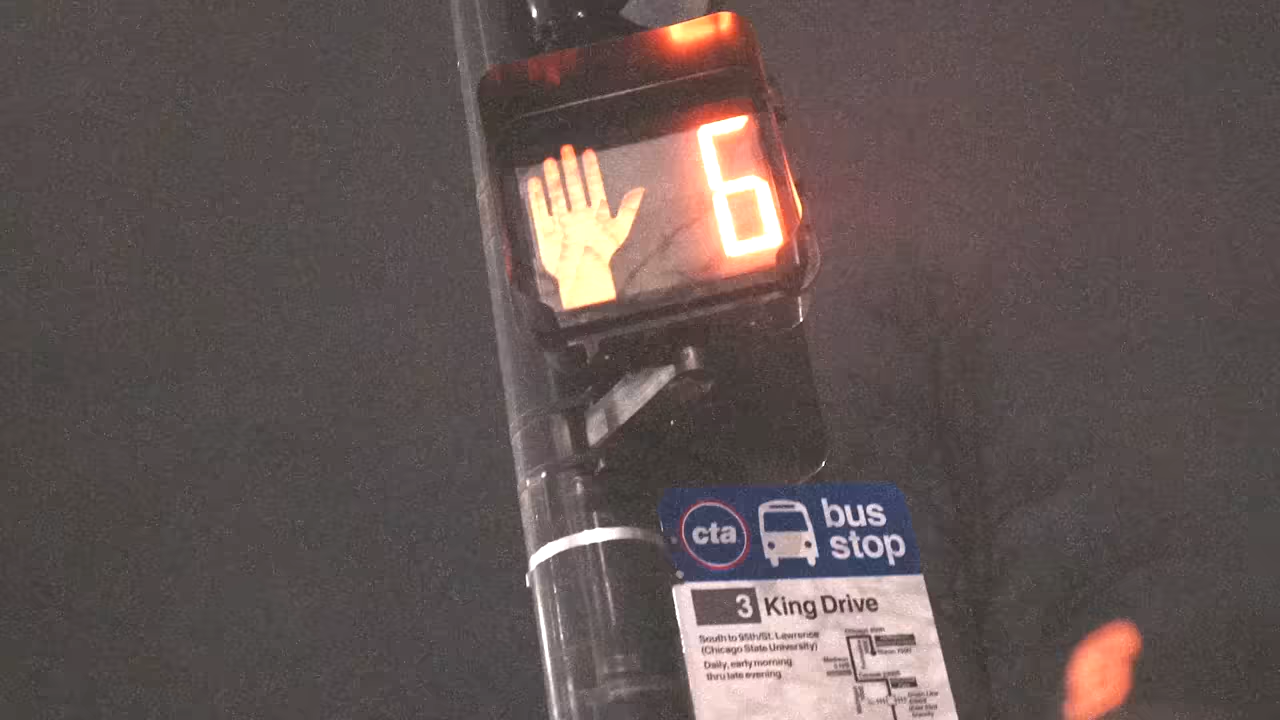 6
cta
bus
stop
3 King Drive
South to 95th/St. Lawrence
(Chicago State University)
Daily, early morning
thru late evening